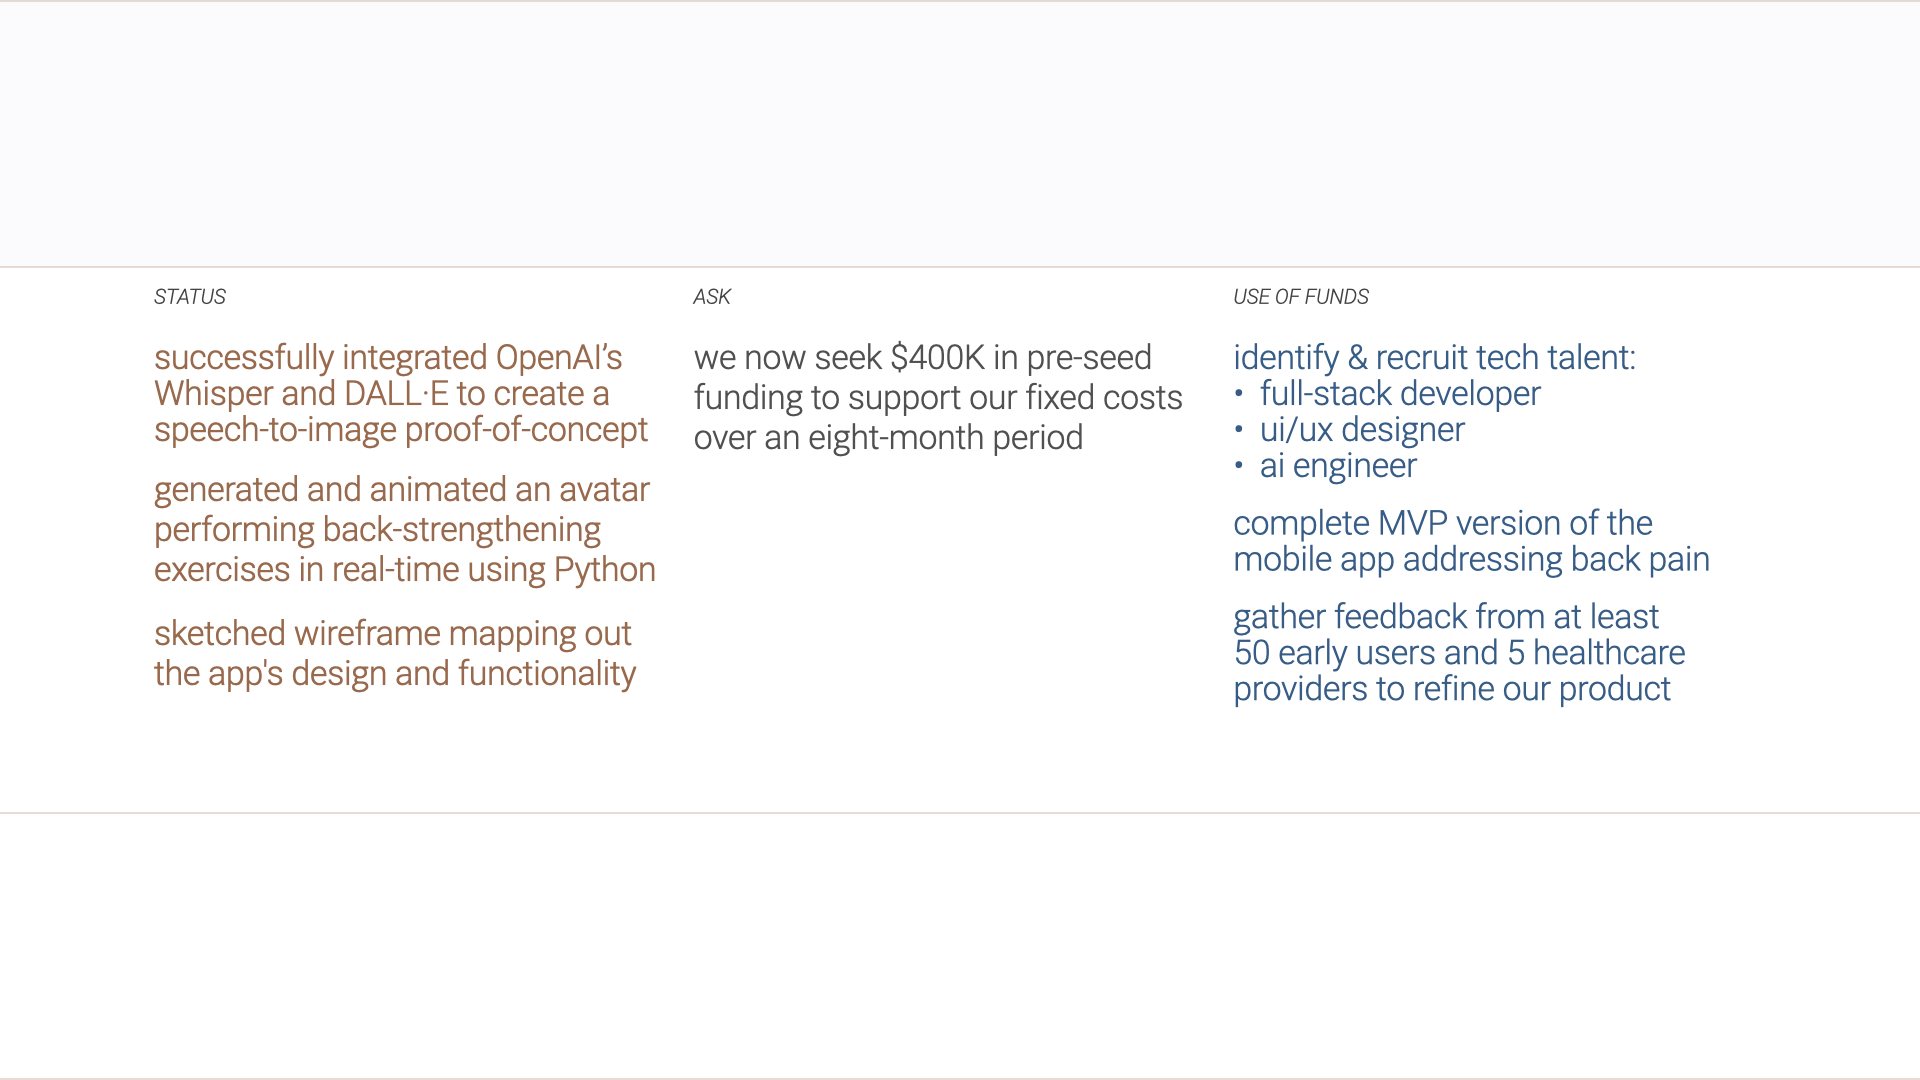 STATUS
successfully integrated OpenAI’s
Whisper and DALL·E to create a
speech-to-image proof-of-concept
generated and animated an avatar
performing back-strengthening
exercises in real-time using Python
sketched wireframe mapping out
the app's design and functionality
ASK
we now seek $400K in pre-seed
funding to support our fixed costs
over an eight-month period
USE OF FUNDS
identify & recruit tech talent:
• full-stack developer
• ui/ux designer
• ai engineer
complete MVP version of the
mobile app addressing back pain
gather feedback from at least
50 early users and 5 healthcare
providers to refine our product